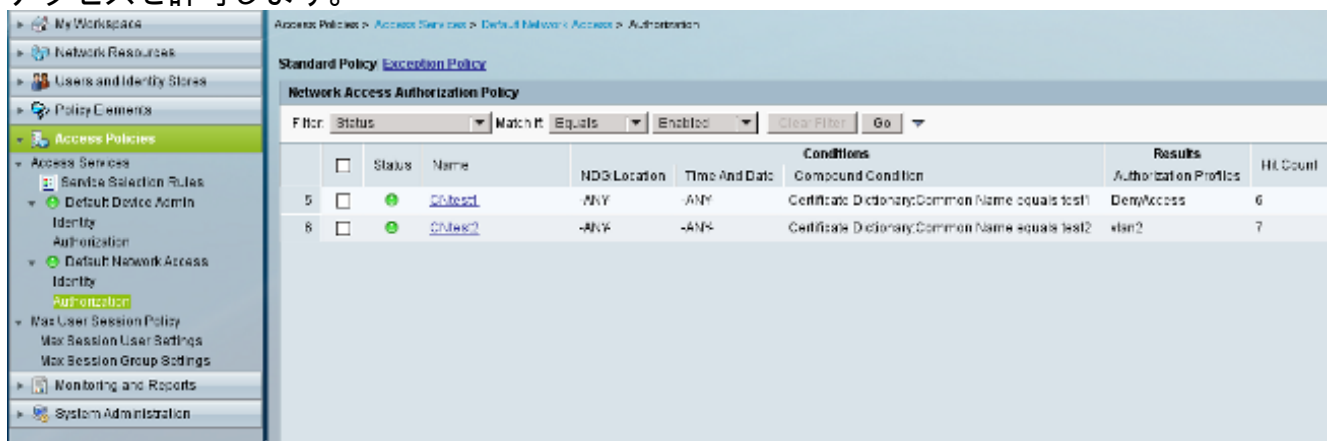 アクセスを許可します。
My Workspace
Network Resources
Users and Identity Stores
Policy Elements
Access Policies
Access Services
Service Selection Rules
Default Device Admin
Identity
Authorization
Default Network Access
Identity
Authorization
Max User Session Policy
Max Session User Settings
Max Session Group Settings
Monitoring and Reports
System Administration
Access Policies > Access Services > Default Network Access > Authorization
Standard Policy Exception Policy
Network Access Authorization Policy
Filter: Status Match if: Equals Enabled Clear Filter Go
Conditions Results
Status Name NDG:Location Time And Date Compound Condition Authorization Profiles Hit Count
5 CNtest1 -ANY- -ANY- Certificate Dictionary:Common Name equals test1 DenyAccess 6
6 CNtest2 -ANY- -ANY- Certificate Dictionary:Common Name equals test2 vlan2 7